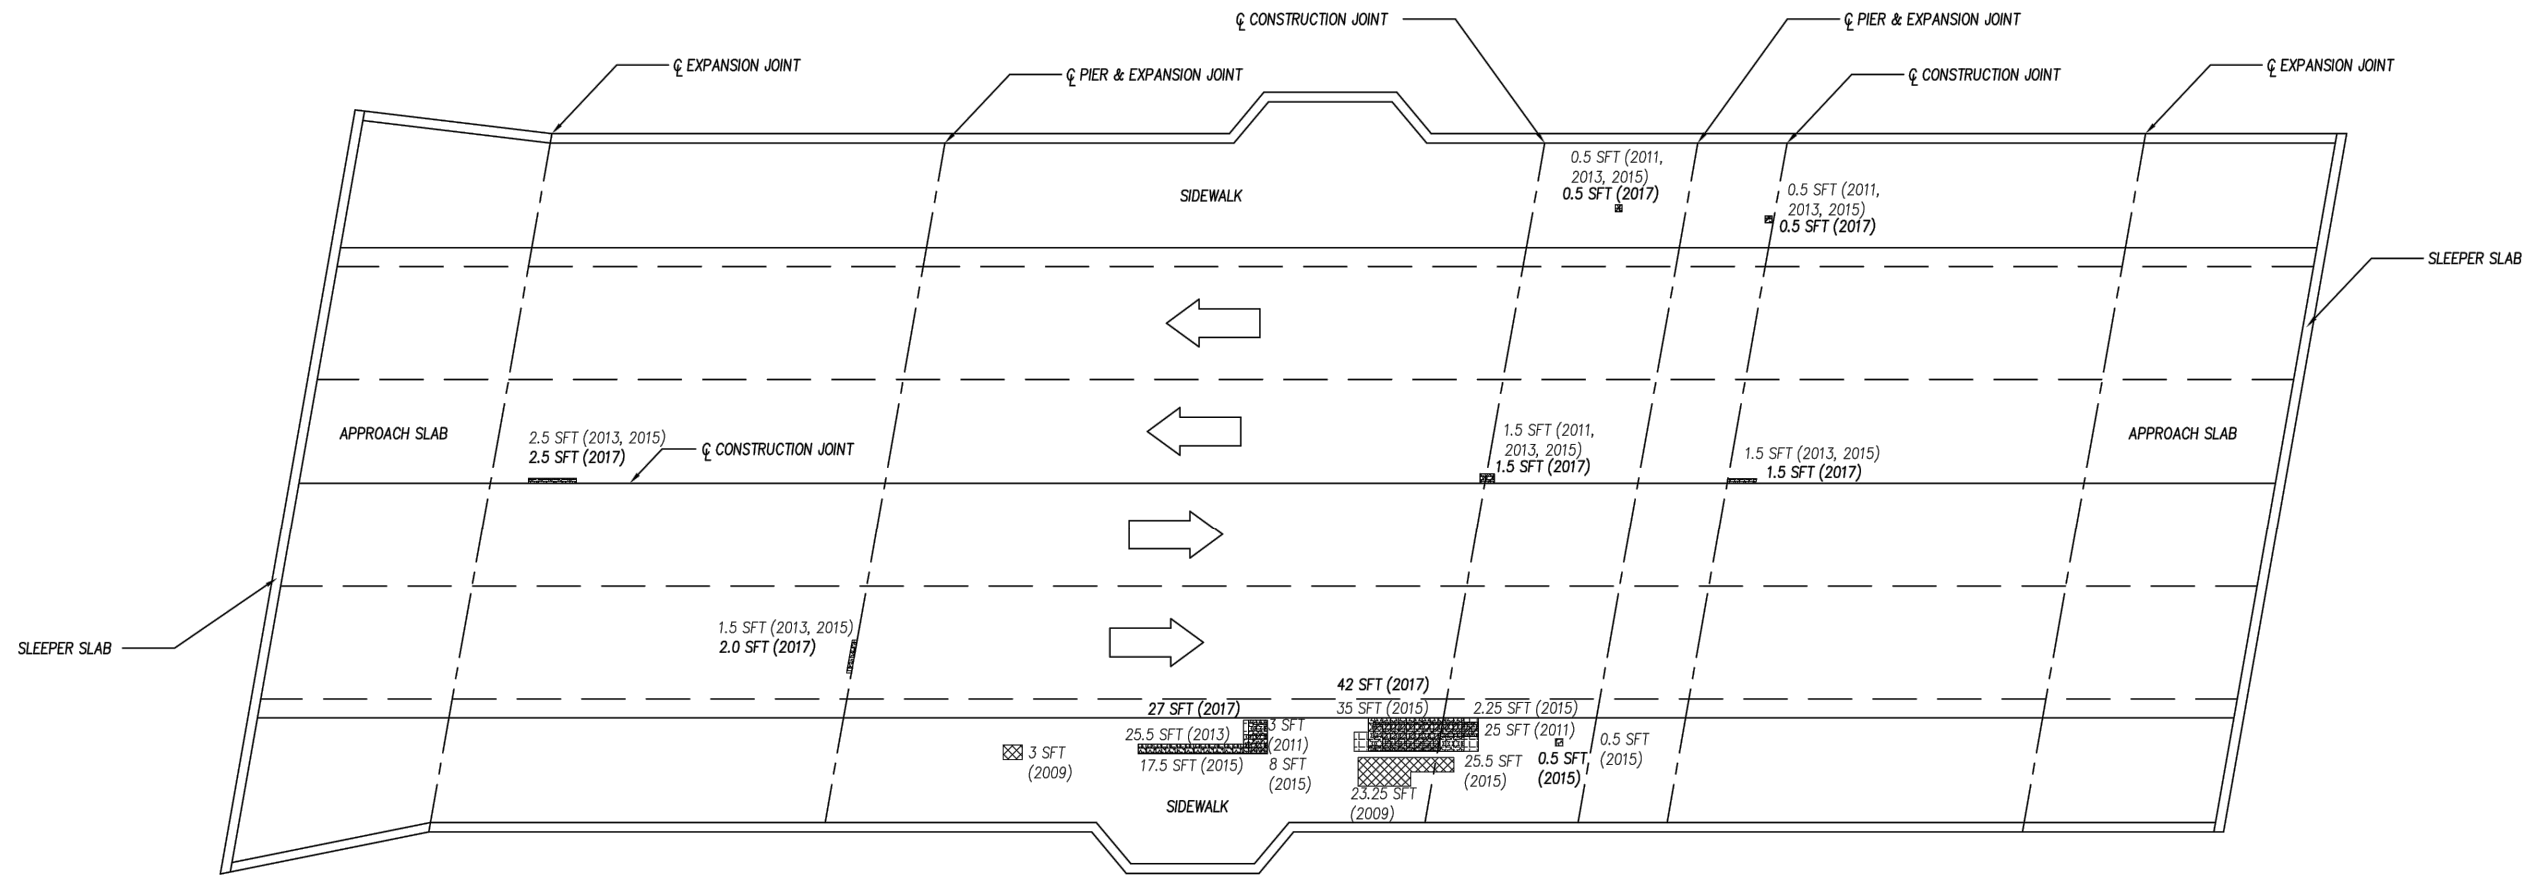 ℄ CONSTRUCTION JOINT
℄ PIER & EXPANSION JOINT
℄ EXPANSION JOINT
℄ PIER & EXPANSION JOINT
℄ CONSTRUCTION JOINT
℄ EXPANSION JOINT
0.5 SFT (2011,
2013, 2015)
0.5 SFT (2017)
0.5 SFT (2011,
2013, 2015)
0.5 SFT (2017)
SIDEWALK
SLEEPER SLAB
APPROACH SLAB
2.5 SFT (2013, 2015)
2.5 SFT (2017)
℄ CONSTRUCTION JOINT
1.5 SFT (2011,
2013, 2015)
1.5 SFT (2017)
1.5 SFT (2013, 2015)
1.5 SFT (2017)
APPROACH SLAB
SLEEPER SLAB
1.5 SFT (2013, 2015)
2.0 SFT (2017)
42 SFT (2017)
27 SFT (2017)
35 SFT (2015)
2.25 SFT (2015)
25.5 SFT (2013)
3 SFT
(2011)
25 SFT (2011)
3 SFT
(2009)
17.5 SFT (2015)
8 SFT
(2015)
25.5 SFT
(2015)
0.5 SFT
(2015)
0.5 SFT
(2015)
23.25 SFT
(2009)
SIDEWALK